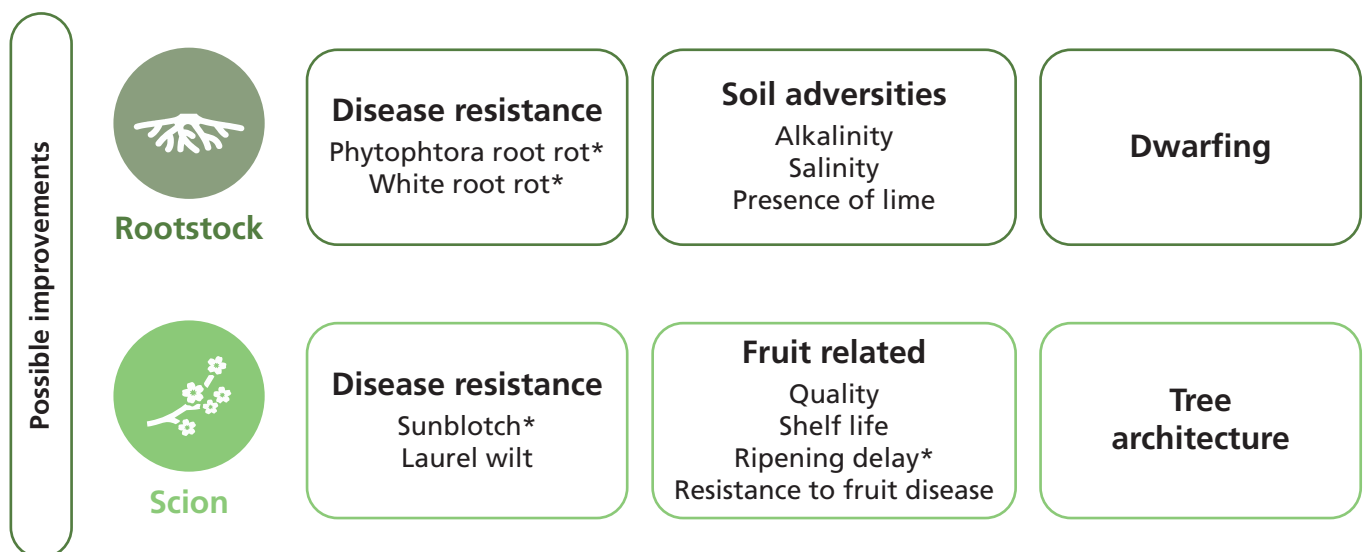 Possible improvements
Rootstock
Disease resistance
Phytophtora root rot*
White root rot*
Soil adversities
Alkalinity
Salinity
Presence of lime
Dwarfing
Scion
Disease resistance
Sunblotch*
Laurel wilt
Fruit related
Quality
Shelf life
Ripening delay*
Resistance to fruit disease
Tree
architecture